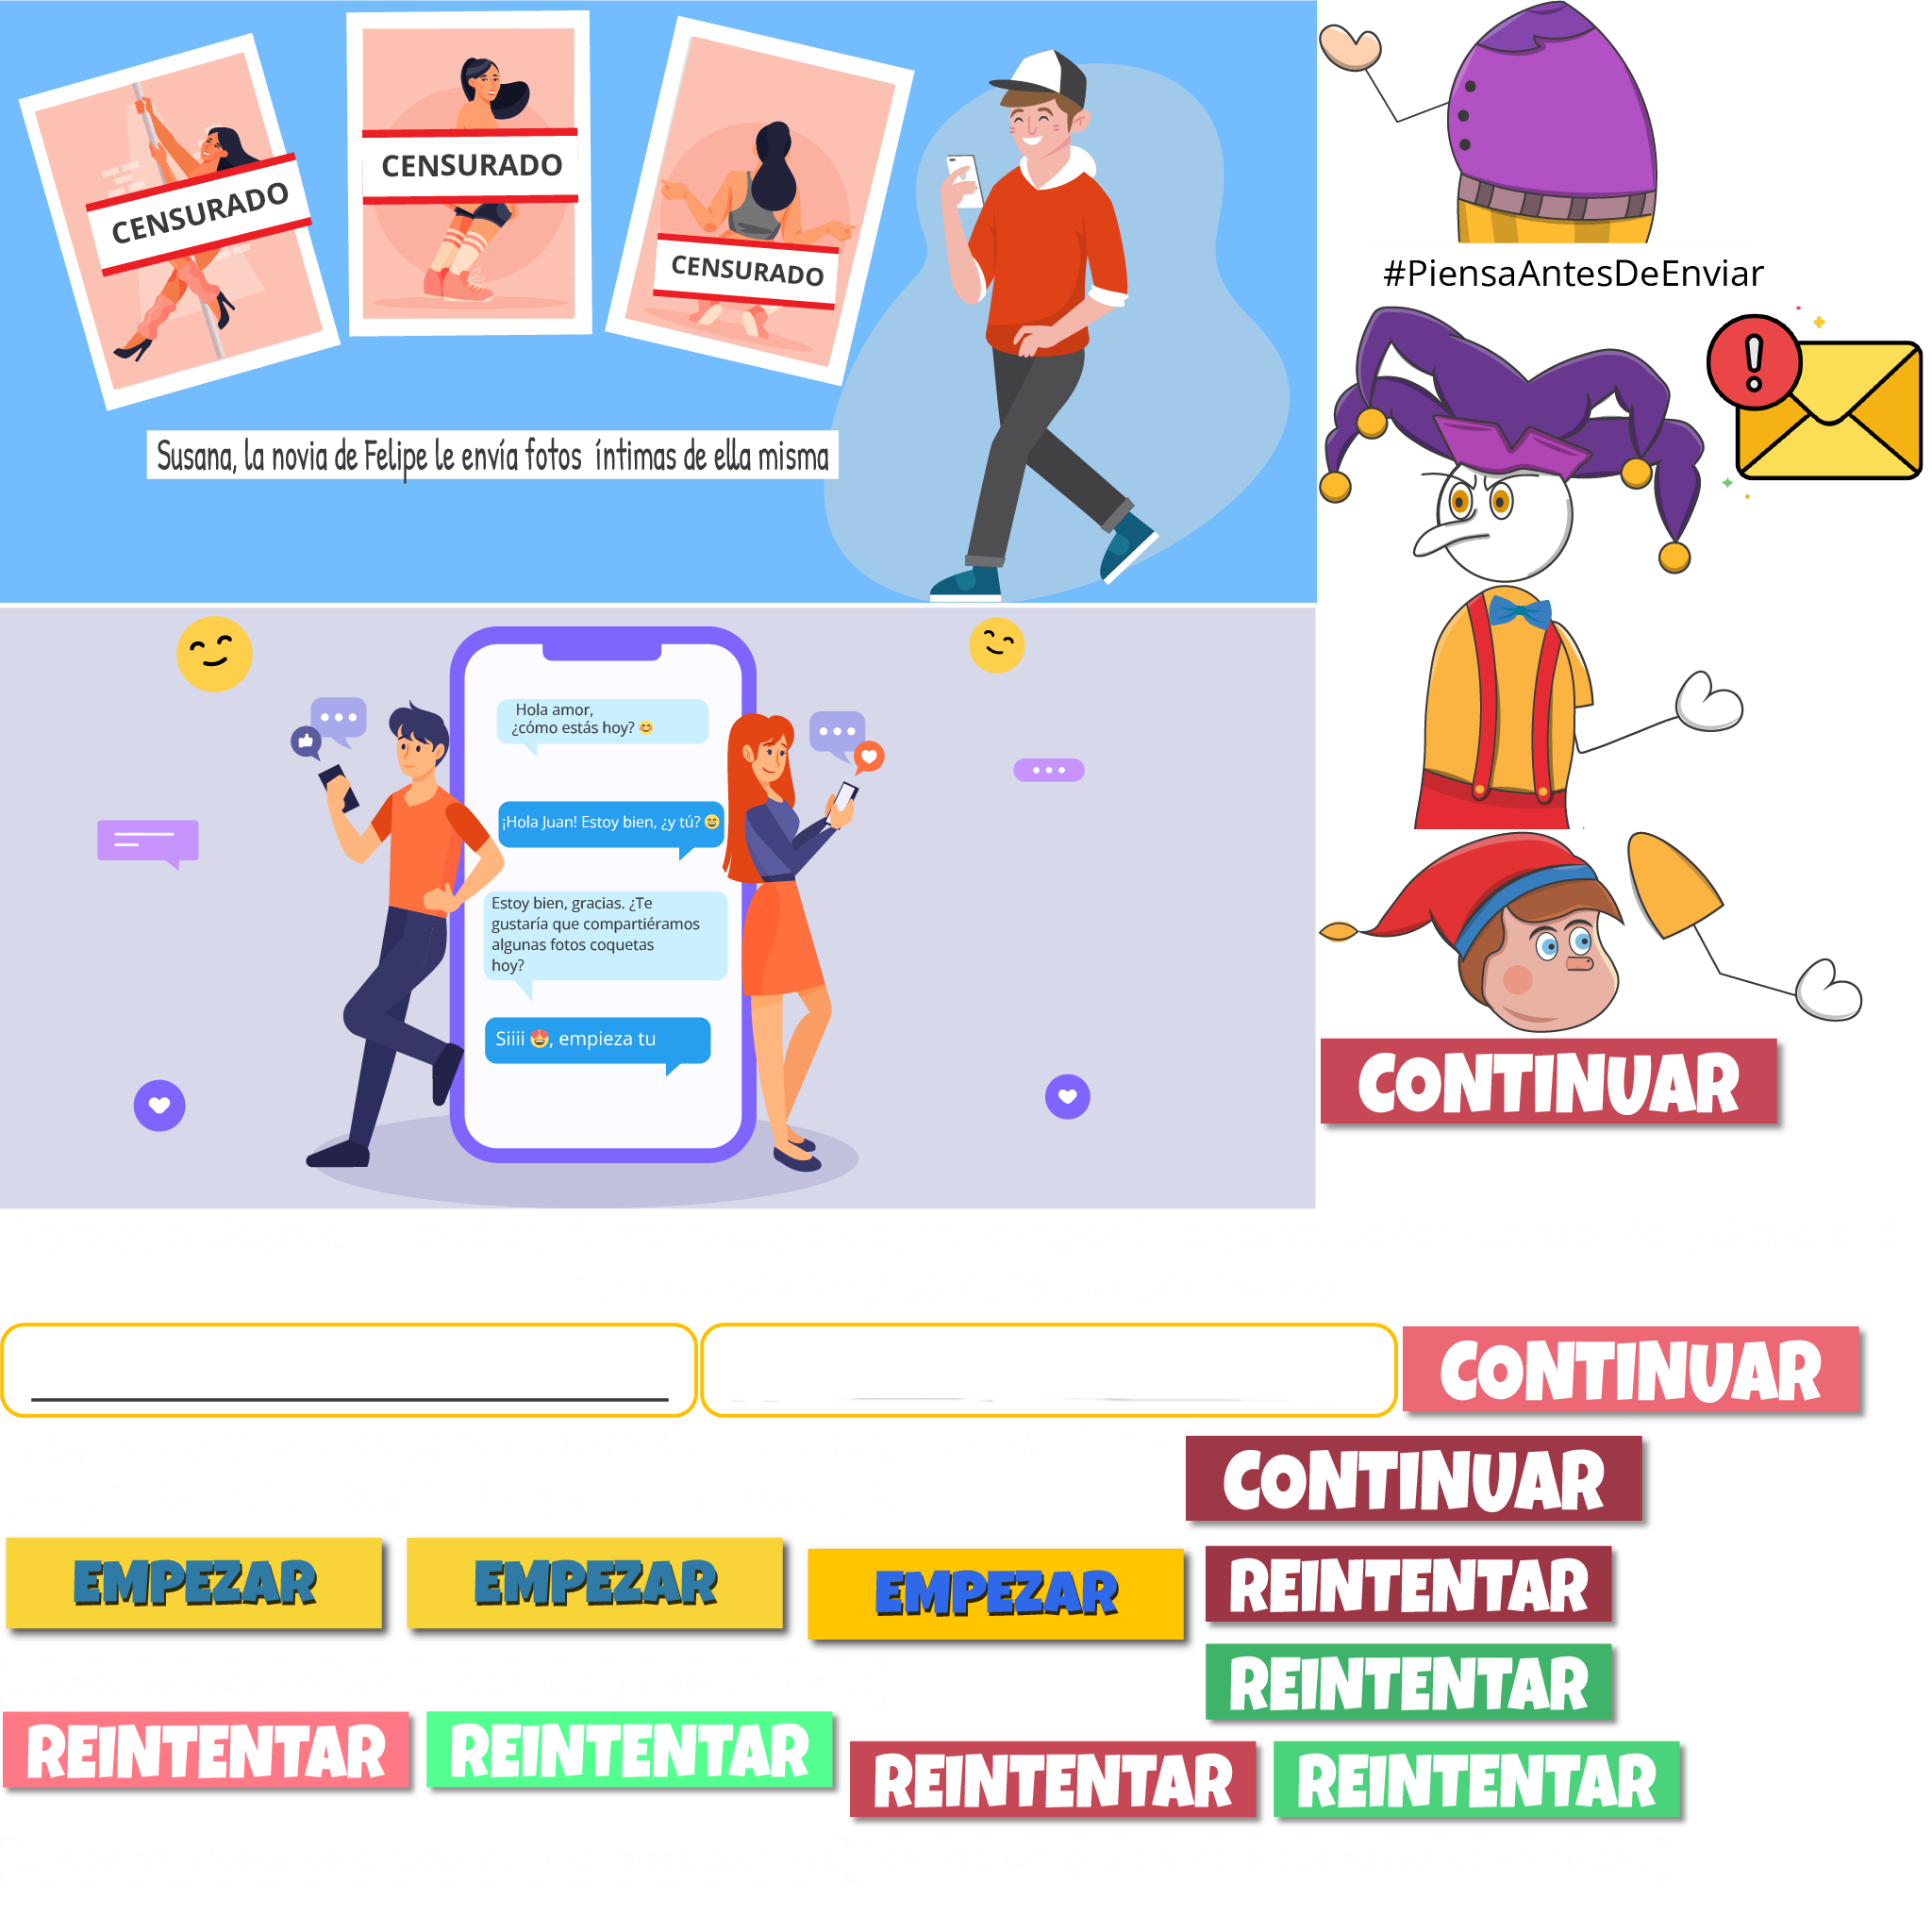 CENSURADO
CENSURADO
CENSURADO
Susana, la novia de Felipe le envía fotos íntimas de ella misma
#PiensaAntesDeEnviar
Hola amor,
¿cómo estás hoy? 😊
¡Hola Juan! Estoy bien, ¿y tú? 😄
Estoy bien, gracias. ¿Te
gustaría que compartiéramos
algunas fotos coquetas
hoy?
Siiii 😍, empieza tu
CONTINUAR
CONTINUAR
CONTINUAR
EMPEZAR
EMPEZAR
EMPEZAR
REINTENTAR
REINTENTAR
REINTENTAR
REINTENTAR
REINTENTAR
REINTENTAR